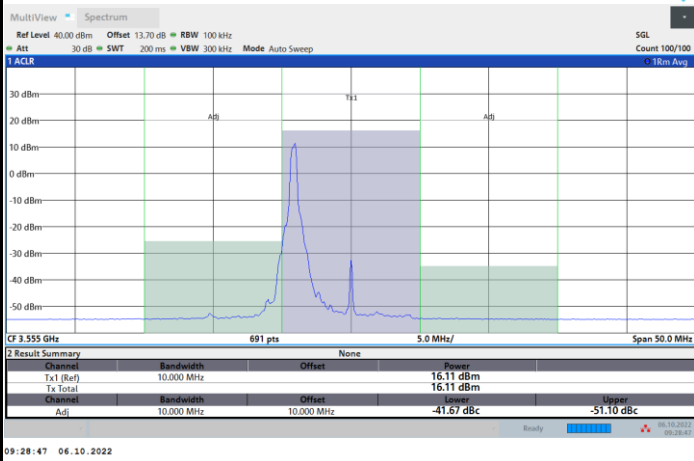 MultiView Spectrum
Ref Level 40.00 dBm Offset 13.70 dB RBW 100 kHz SGL
Att 30 dB SWT 200 ms VBW 300 kHz Mode Auto Sweep Count 100/100
1 ACLR 1Rm Avg
30 dBm
Tx1
20 dBm
Adj Adj
10 dBm
0 dBm
-10 dBm
-20 dBm
-30 dBm
-40 dBm
-50 dBm
CF 3.555 GHz 691 pts 5.0 MHz/ Span 50.0 MHz
2 Result Summary None
Channel Bandwidth Offset Power
Tx1 (Ref) 10.000 MHz 16.11 dBm
Tx Total 16.11 dBm
Channel Bandwidth Offset Lower Upper
Adj 10.000 MHz 10.000 MHz -41.67 dBc -51.10 dBc
Ready 06.10.2022
09:28:47
09:28:47 06.10.2022